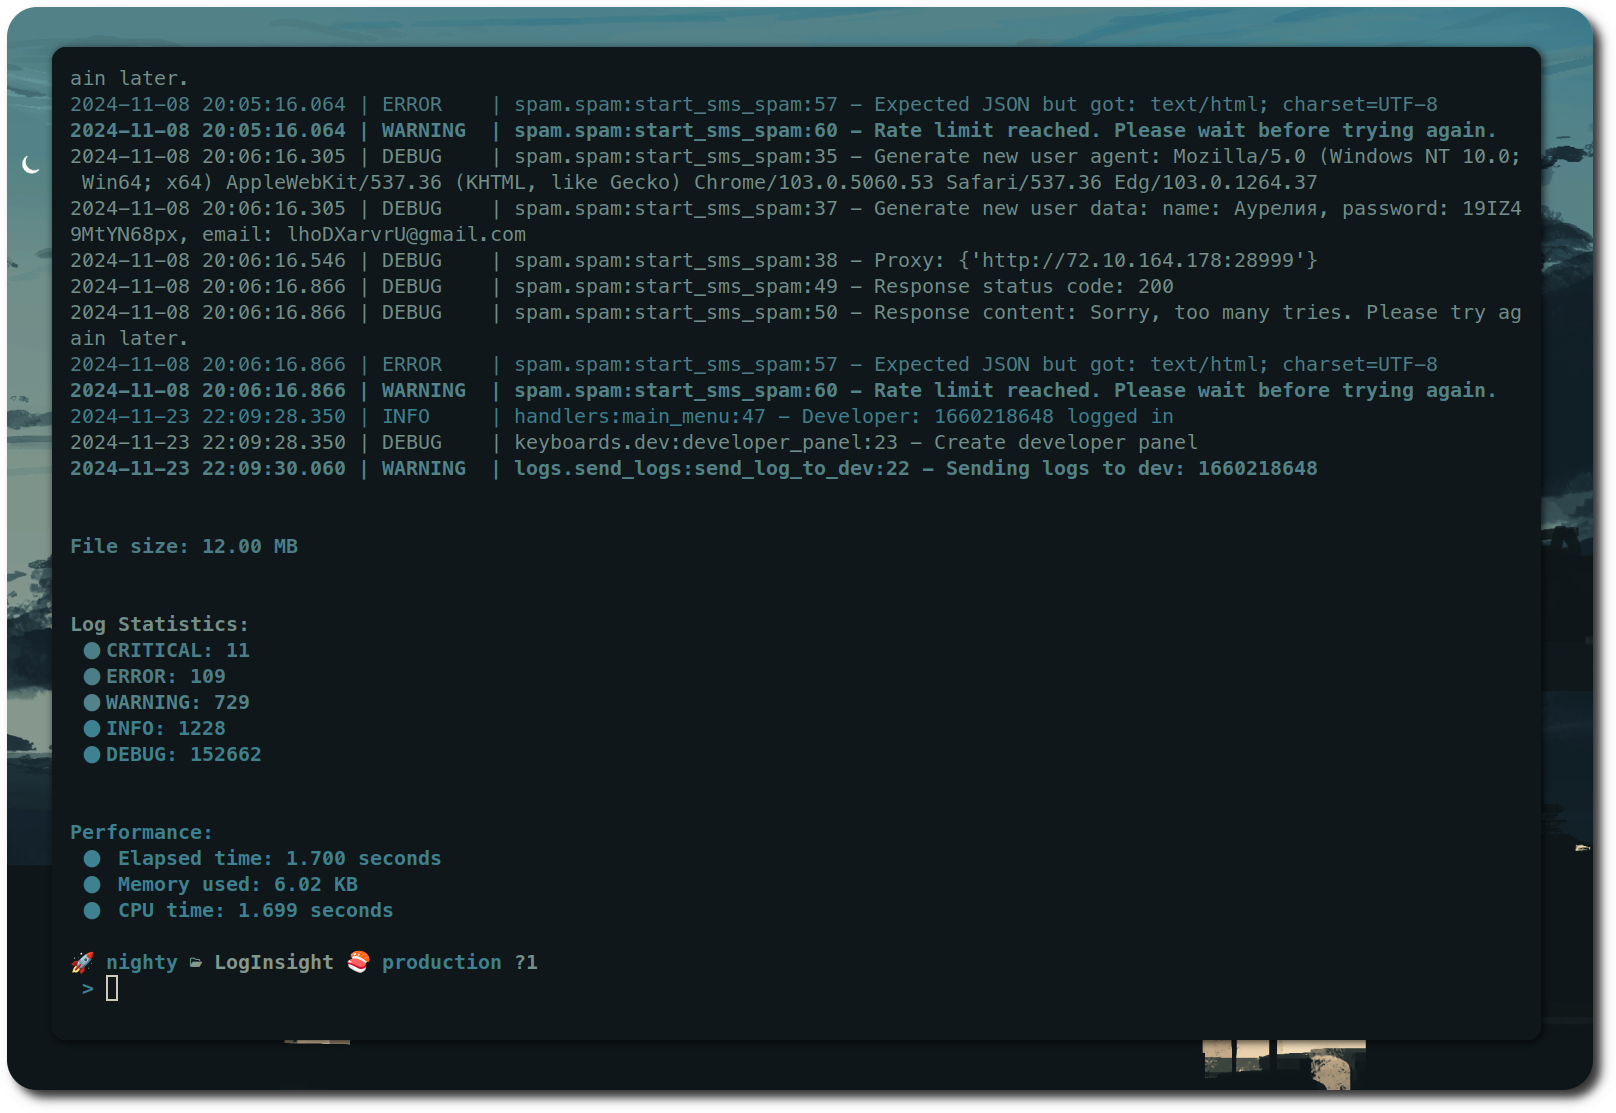 ain later.
2024-11-08 20:05:16.064 | ERROR    | spam.spam:start_sms_spam:57 - Expected JSON but got: text/html; charset=UTF-8
2024-11-08 20:05:16.064 | WARNING  | spam.spam:start_sms_spam:60 - Rate limit reached. Please wait before trying again.
2024-11-08 20:06:16.305 | DEBUG    | spam.spam:start_sms_spam:35 - Generate new user agent: Mozilla/5.0 (Windows NT 10.0;
 Win64; x64) AppleWebKit/537.36 (KHTML, like Gecko) Chrome/103.0.5060.53 Safari/537.36 Edg/103.0.1264.37
2024-11-08 20:06:16.305 | DEBUG    | spam.spam:start_sms_spam:37 - Generate new user data: name: Аурелия, password: 19IZ4
9MtYN68px, email: lhoDXarvrU@gmail.com
2024-11-08 20:06:16.546 | DEBUG    | spam.spam:start_sms_spam:38 - Proxy: {'http://72.10.164.178:28999'}
2024-11-08 20:06:16.866 | DEBUG    | spam.spam:start_sms_spam:49 - Response status code: 200
2024-11-08 20:06:16.866 | DEBUG    | spam.spam:start_sms_spam:50 - Response content: Sorry, too many tries. Please try ag
ain later.
2024-11-08 20:06:16.866 | ERROR    | spam.spam:start_sms_spam:57 - Expected JSON but got: text/html; charset=UTF-8
2024-11-08 20:06:16.866 | WARNING  | spam.spam:start_sms_spam:60 - Rate limit reached. Please wait before trying again.
2024-11-23 22:09:28.350 | INFO     | handlers:main_menu:47 - Developer: 1660218648 logged in
2024-11-23 22:09:28.350 | DEBUG    | keyboards.dev:developer_panel:23 - Create developer panel
2024-11-23 22:09:30.060 | WARNING  | logs.send_logs:send_log_to_dev:22 - Sending logs to dev: 1660218648
File size: 12.00 MB
Log Statistics:
● CRITICAL: 11
● ERROR: 109
● WARNING: 729
● INFO: 1228
● DEBUG: 152662
Performance:
● Elapsed time: 1.700 seconds
● Memory used: 6.02 KB
● CPU time: 1.699 seconds
🚀 nighty 🗁 LogInsight 🍣 production ?1
>